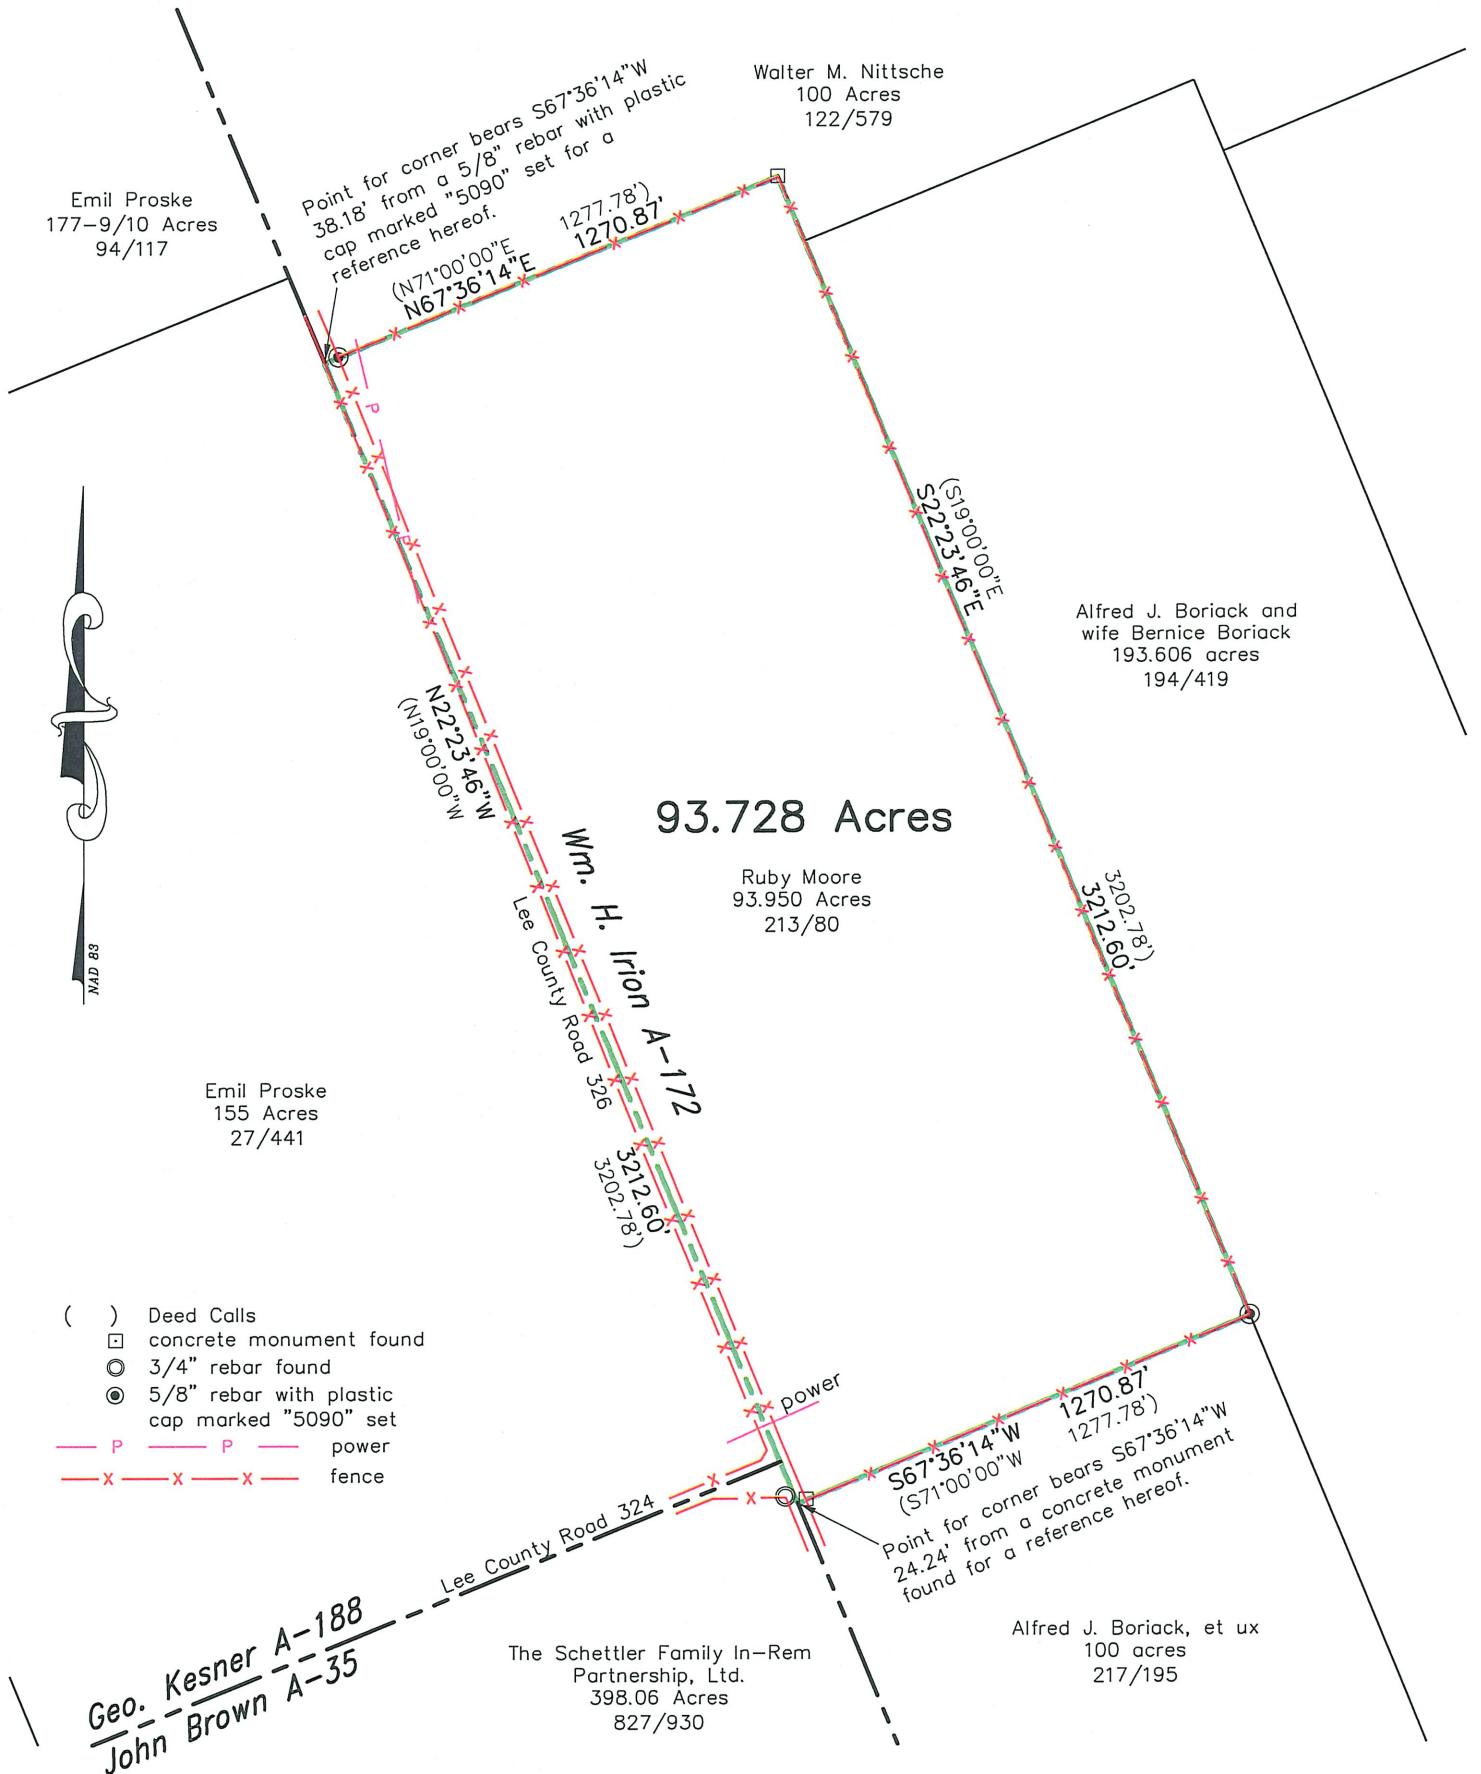 Walter M. Nittsche
100 Acres
122/579
Point for corner bears S67°36'14"W
38.18' from a 5/8" rebar with plastic
cap marked "5090" set for a
reference hereof.
Emil Proske
177-9/10 Acres
94/117
(N71°00'00"E
1277.78')
N67°36'14"E
1270.87'
P
P
(S19°00'00"E
S22°23'46"E
Alfred J. Boriack and
wife Bernice Boriack
193.606 acres
194/419
N22°23'46"W
(N19°00'00"W
93.728 Acres
Ruby Moore
93.950 Acres
213/80
3202.78')
3212.60'
Wm. H. Irion A-172
Lee County Road 326
NAD 83
Emil Proske
155 Acres
27/441
3212.60'
3202.78')
( ) Deed Calls
concrete monument found
3/4" rebar found
5/8" rebar with plastic
cap marked "5090" set
P P power
x x x fence
power
S67°36'14"W
1270.87'
(S71°00'00"W
1277.78')
Point for corner bears S67°36'14"W
24.24' from a concrete monument
found for a reference hereof.
Lee County Road 324
Geo. Kesner A-188
John Brown A-35
The Schettler Family In-Rem
Partnership, Ltd.
398.06 Acres
827/930
Alfred J. Boriack, et ux
100 acres
217/195